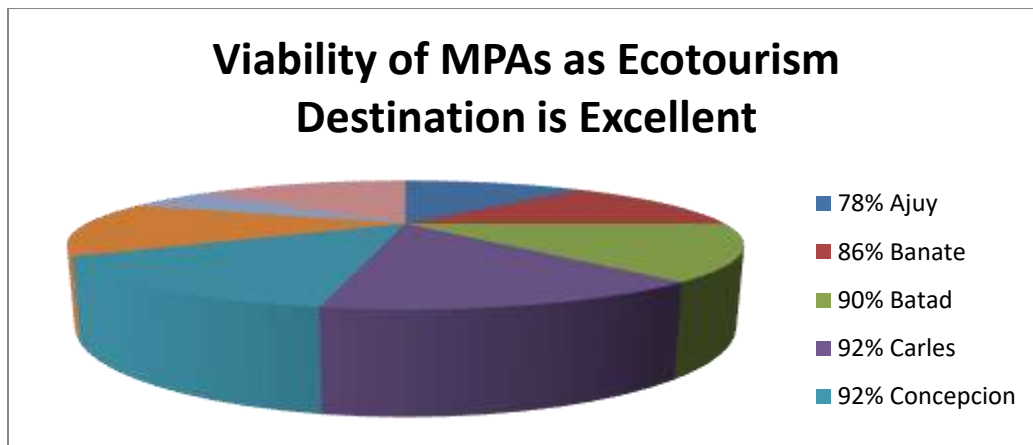 Viability of MPAs as Ecotourism
Destination is Excellent
78% Ajuy
86% Banate
90% Batad
92% Carles
92% Concepcion